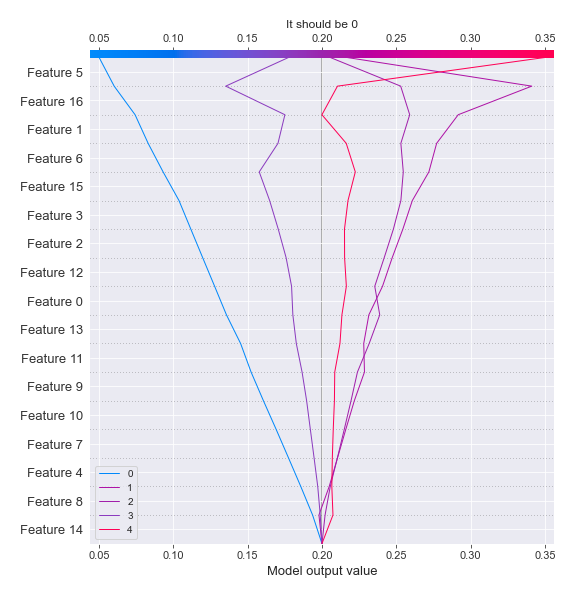 It should be 0
0.05 0.10 0.15 0.20 0.25 0.30 0.35
Feature 5
Feature 16
Feature 1
Feature 6
Feature 15
Feature 3
Feature 2
Feature 12
Feature 0
Feature 13
Feature 11
Feature 9
Feature 10
Feature 7
Feature 4
Feature 8
Feature 14
0
1
2
3
4
0.05 0.10 0.15 0.20 0.25 0.30 0.35
Model output value